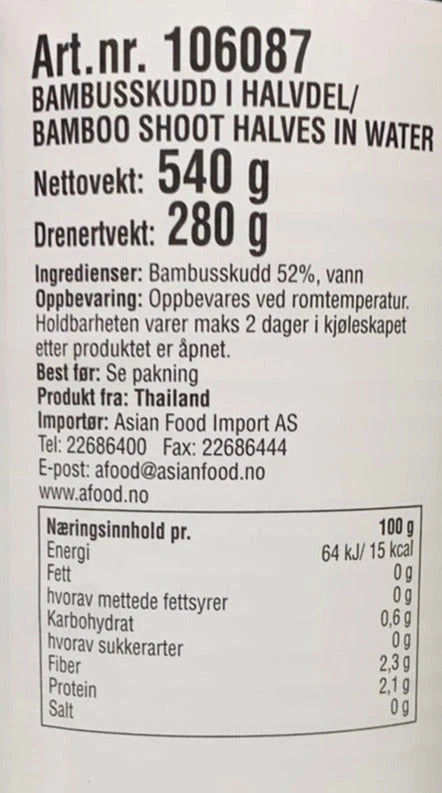 Art.nr. 106087
BAMBUSSKUDD I HALVDEL/
BAMBOO SHOOT HALVES IN WATER
Nettovekt: 540 g
Drenertvekt: 280 g
Ingredienser: Bambusskudd 52%, vann
Oppbevaring: Oppbevares ved romtemperatur.
Holdbarheten varer maks 2 dager i kjøleskapet
etter produktet er åpnet.
Best før: Se pakning
Produkt fra: Thailand
Importør: Asian Food Import AS
Tel: 22686400 Fax: 22686444
E-post: afood@asianfood.no
www.afood.no
Næringsinnhold pr. 100 g
Energi 64 kJ/ 15 kcal
Fett 0 g
hvorav mettede fettsyrer 0 g
Karbohydrat 0,6 g
hvorav sukkerarter 0 g
Fiber 2,3 g
Protein 2,1 g
Salt 0 g